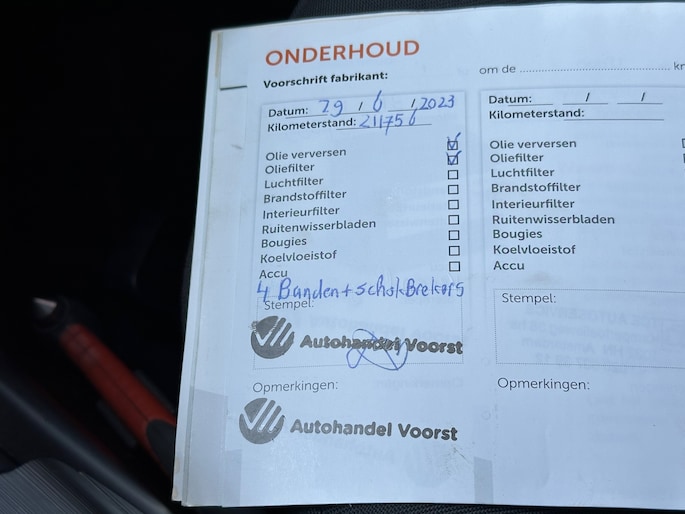 ONDERHOUD
Voorschrift fabrikant:
om de ........................................ km
Datum: 29 / 6 / 2023
Kilometerstand: 211756
Olie verversen
Oliefilter
Luchtfilter
Brandstoffilter
Interieurfilter
Ruitenwisserbladen
Bougies
Koelvloeistof
Accu
4 Banden + schokBrekers
Stempel:
Autohandel Voorst
Opmerkingen:
Autohandel Voorst
Datum: / /
Kilometerstand:
Olie verversen
Oliefilter
Luchtfilter
Brandstoffilter
Interieurfilter
Ruitenwisserbladen
Bougies
Koelvloeistof
Accu
Stempel:
Opmerkingen: